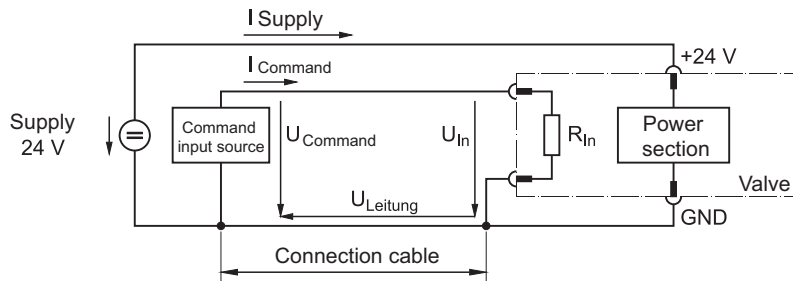 I Supply
I Command
+24 V
Supply
24 V
Command
input source
U Command
U In
R In
Power
section
Valve
U Leitung
GND
Connection cable